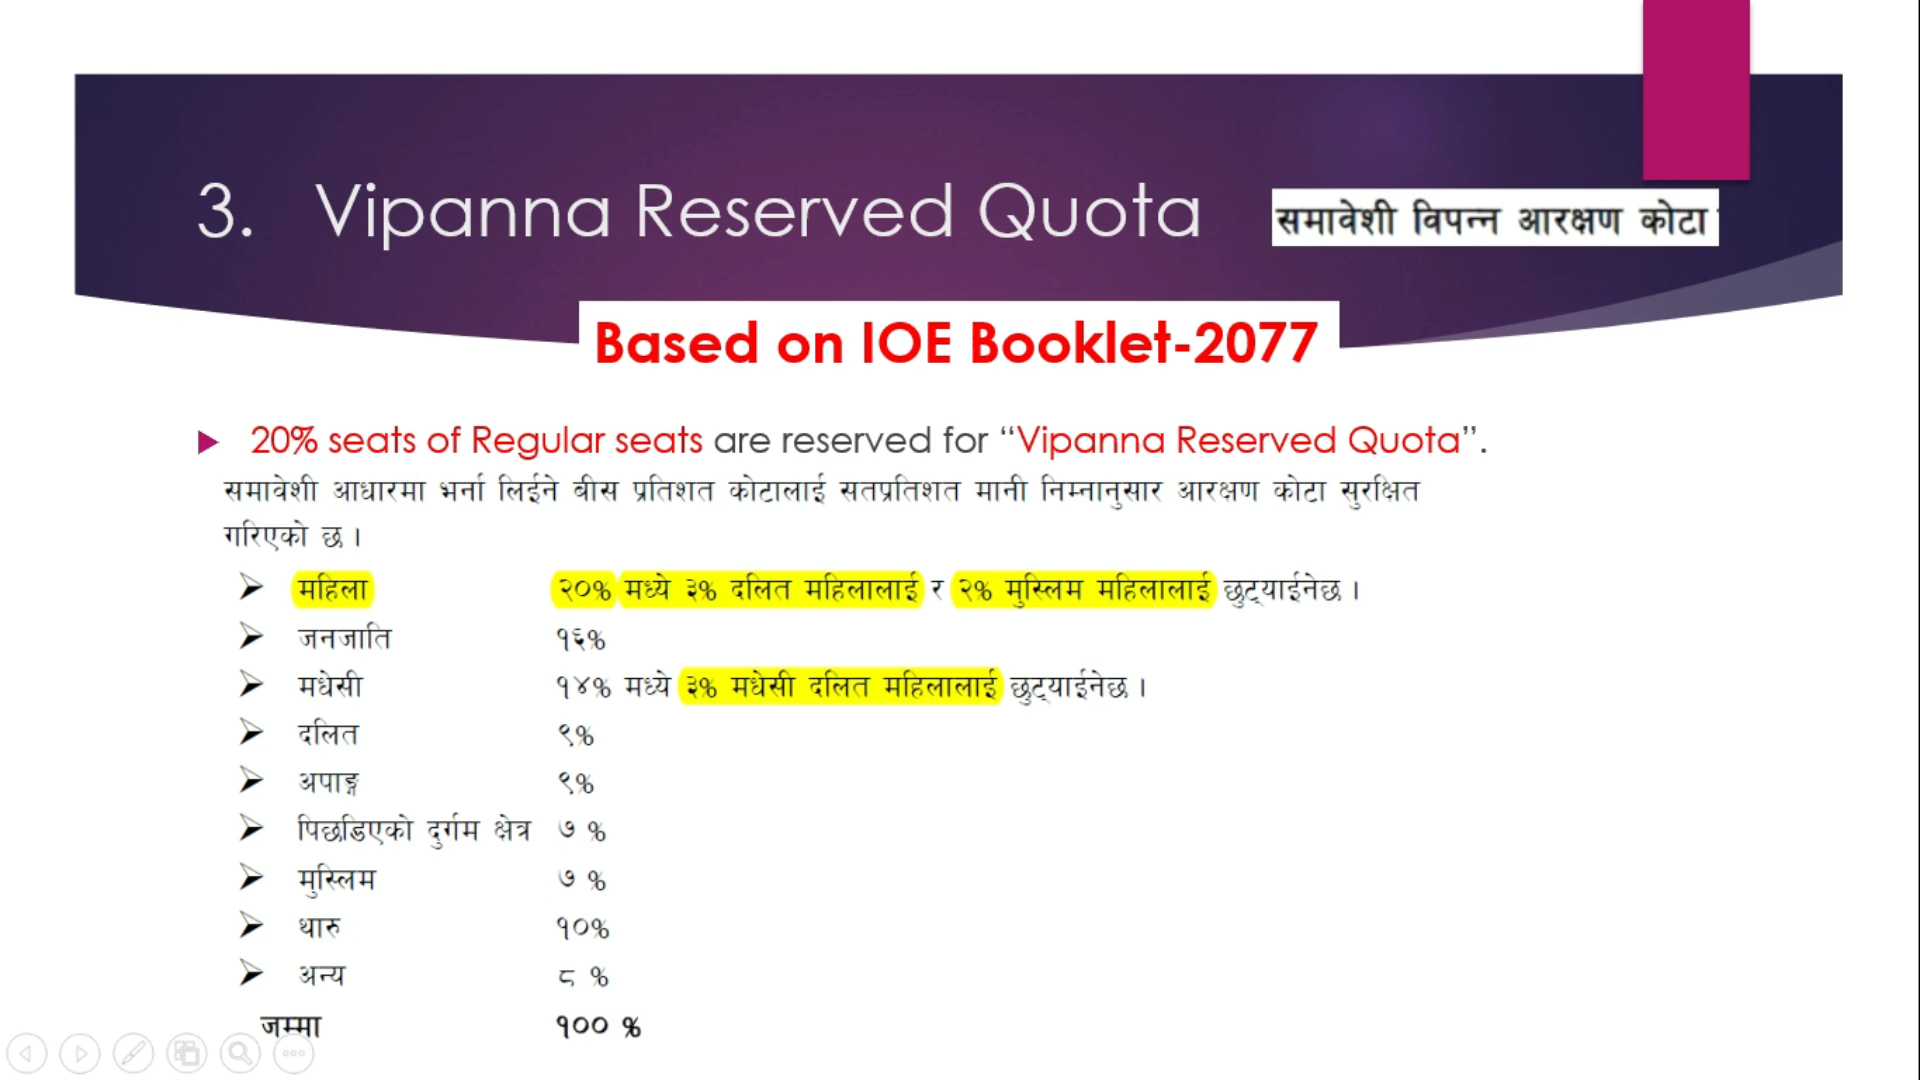 3. Vipanna Reserved Quota समावेशी विपन्न आरक्षण कोटा
Based on IOE Booklet-2077
20% seats of Regular seats are reserved for “Vipanna Reserved Quota”.
समावेशी आधारमा भर्ना लिईने बीस प्रतिशत कोटालाई सतप्रतिशत मानी निम्नानुसार आरक्षण कोटा सुरक्षित
गरिएको छ ।
महिला २०% मध्ये ३% दलित महिलालाई र २% मुस्लिम महिलालाई छुट्याईनेछ ।
जनजाति १६%
मधेसी १४% मध्ये ३% मधेसी दलित महिलालाई छुट्याईनेछ ।
दलित ९%
अपाङ्ग ९%
पिछडिएको दुर्गम क्षेत्र ७ %
मुस्लिम ७ %
थारु १०%
अन्य ८ %
जम्मा १०० %